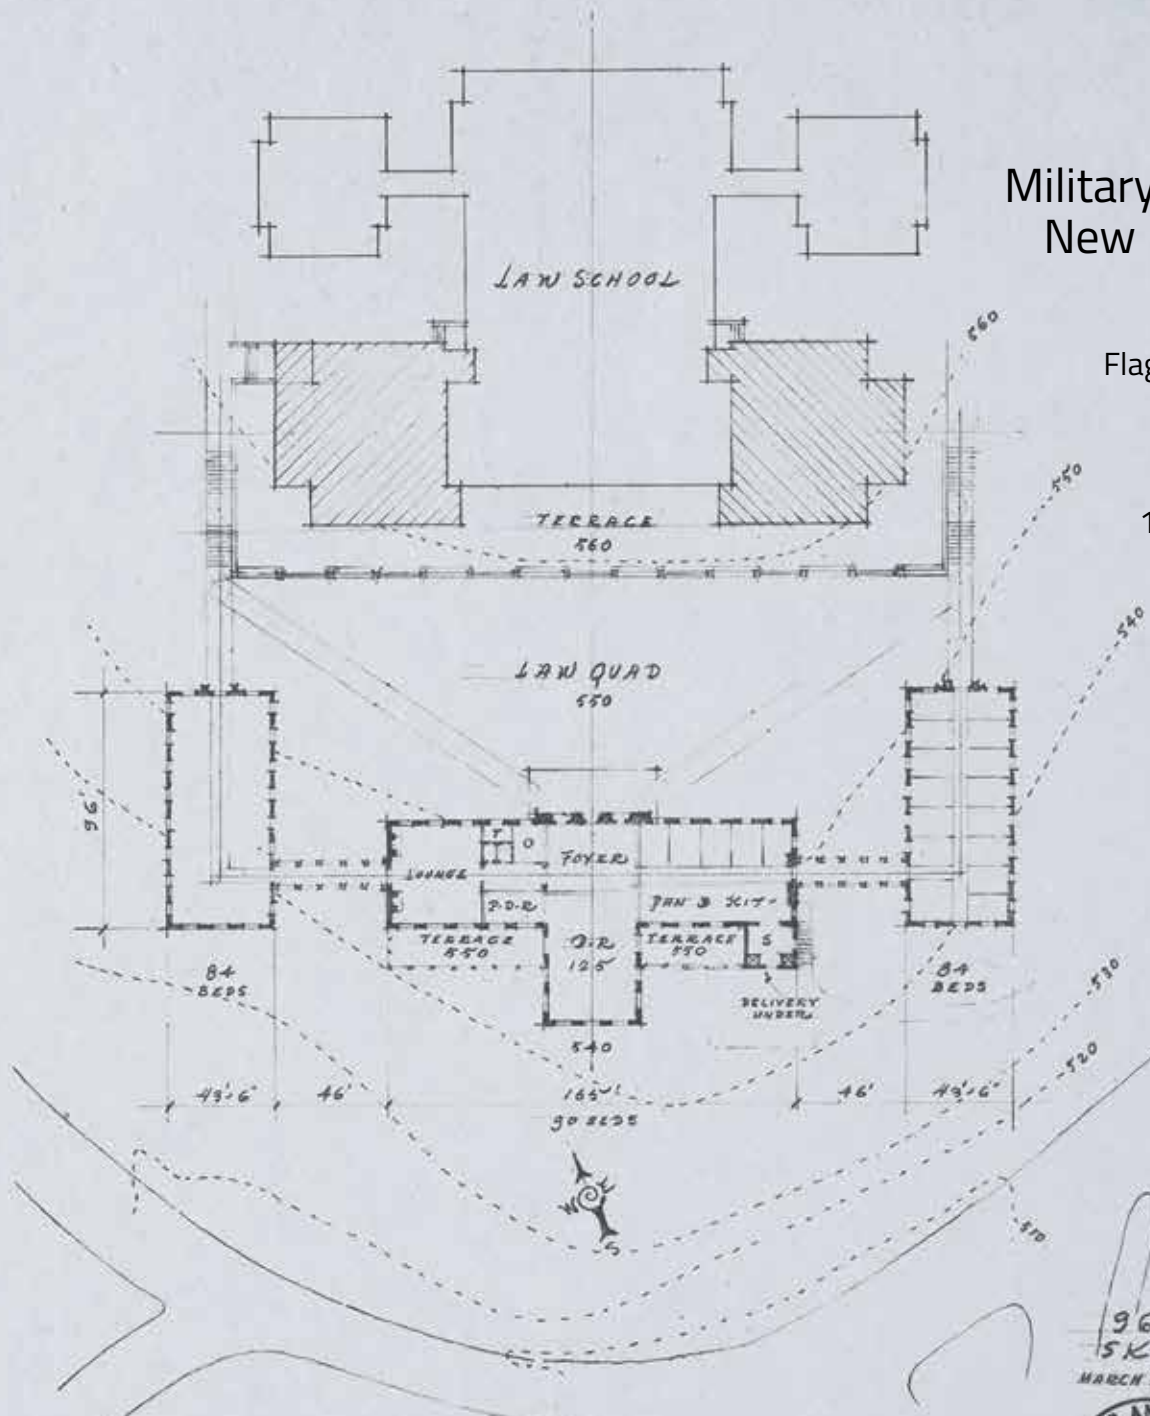 Military
New
Flag
1
LAW SCHOOL
560
550
TERRACE
560
540
LAW QUAD
550
96
T
O
FOYER
LOUNGE
P.D.R
PAN & KIT-
TERRACE
550
D.R
125
TERRACE
550
S
84
BEDS
84
BEDS
530
DELIVERY
UNDER
540
520
43'-6"
46'
165'
46'
43'-6"
90 BEDS
W E
S
510
96
SK
MARCH